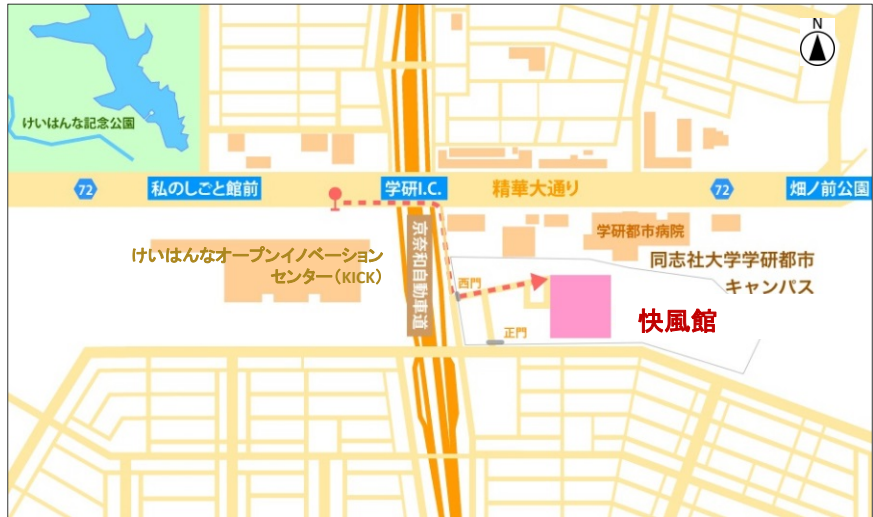 N
けいはんな記念公園
72
私のしごと館前
学研I.C.
精華大通り
72
畑ノ前公園
京奈和自動車道
学研都市病院
けいはんなオープンイノベーション
センター（KICK）
同志社大学学研都市
キャンパス
西門
快風館
正門